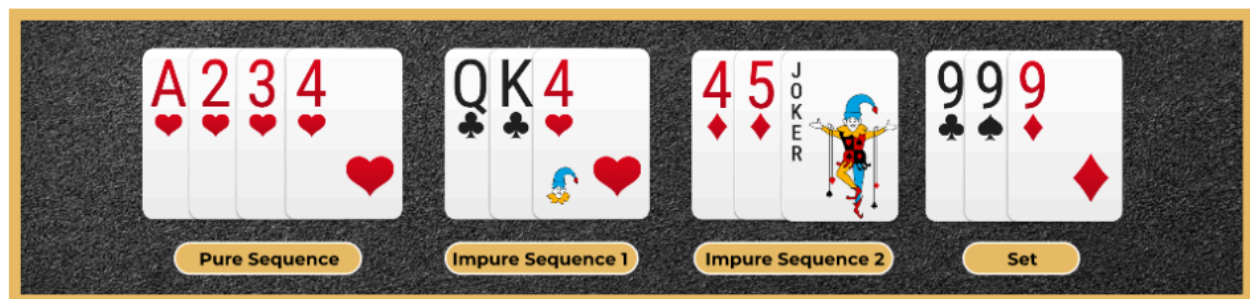 A 2 3 4
Q K 4
4 5 JOKER
9 9 9
Pure Sequence
Impure Sequence 1
Impure Sequence 2
Set